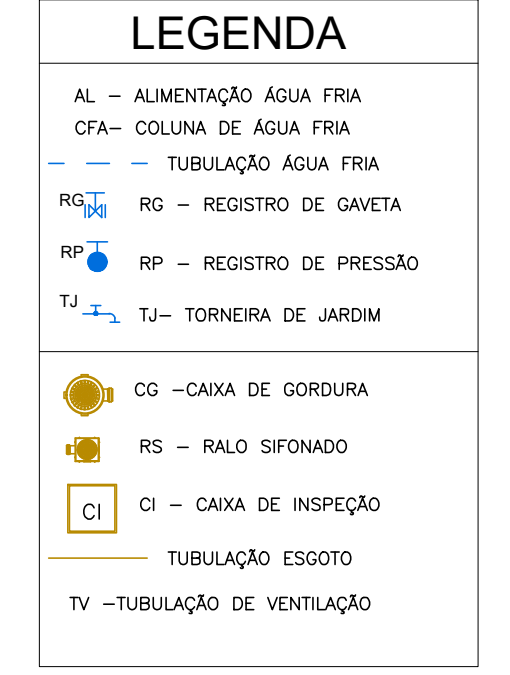 LEGENDA
AL – ALIMENTAÇÃO ÁGUA FRIA
CFA– COLUNA DE ÁGUA FRIA
TUBULAÇÃO ÁGUA FRIA
RG RG – REGISTRO DE GAVETA
RP RP – REGISTRO DE PRESSÃO
TJ TJ– TORNEIRA DE JARDIM
CG –CAIXA DE GORDURA
RS – RALO SIFONADO
CI CI – CAIXA DE INSPEÇÃO
TUBULAÇÃO ESGOTO
TV –TUBULAÇÃO DE VENTILAÇÃO